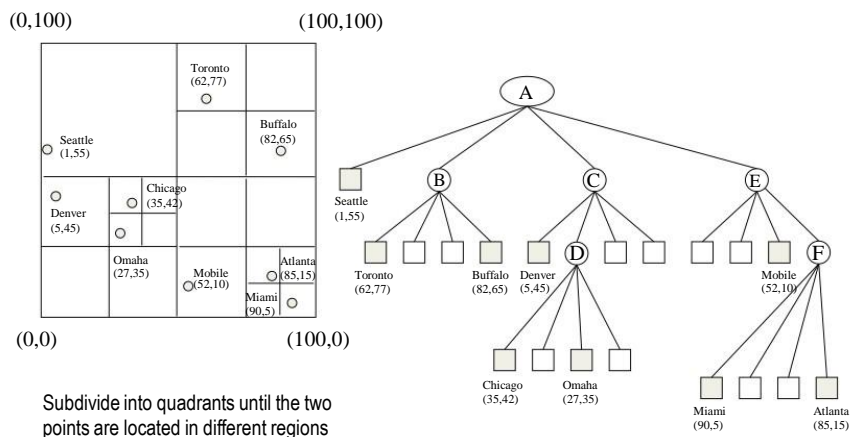 (0,100)
(100,100)
Toronto
(62,77)
Buffalo
(82,65)
Seattle
(1,55)
Chicago
(35,42)
Denver
(5,45)
Omaha
(27,35)
Mobile
(52,10)
Atlanta
(85,15)
Miami
(90,5)
(0,0)
(100,0)
A
B
C
E
Seattle
(1,55)
D
F
Toronto
(62,77)
Buffalo
(82,65)
Denver
(5,45)
Mobile
(52,10)
Chicago
(35,42)
Omaha
(27,35)
Miami
(90,5)
Atlanta
(85,15)
Subdivide into quadrants until the two
points are located in different regions